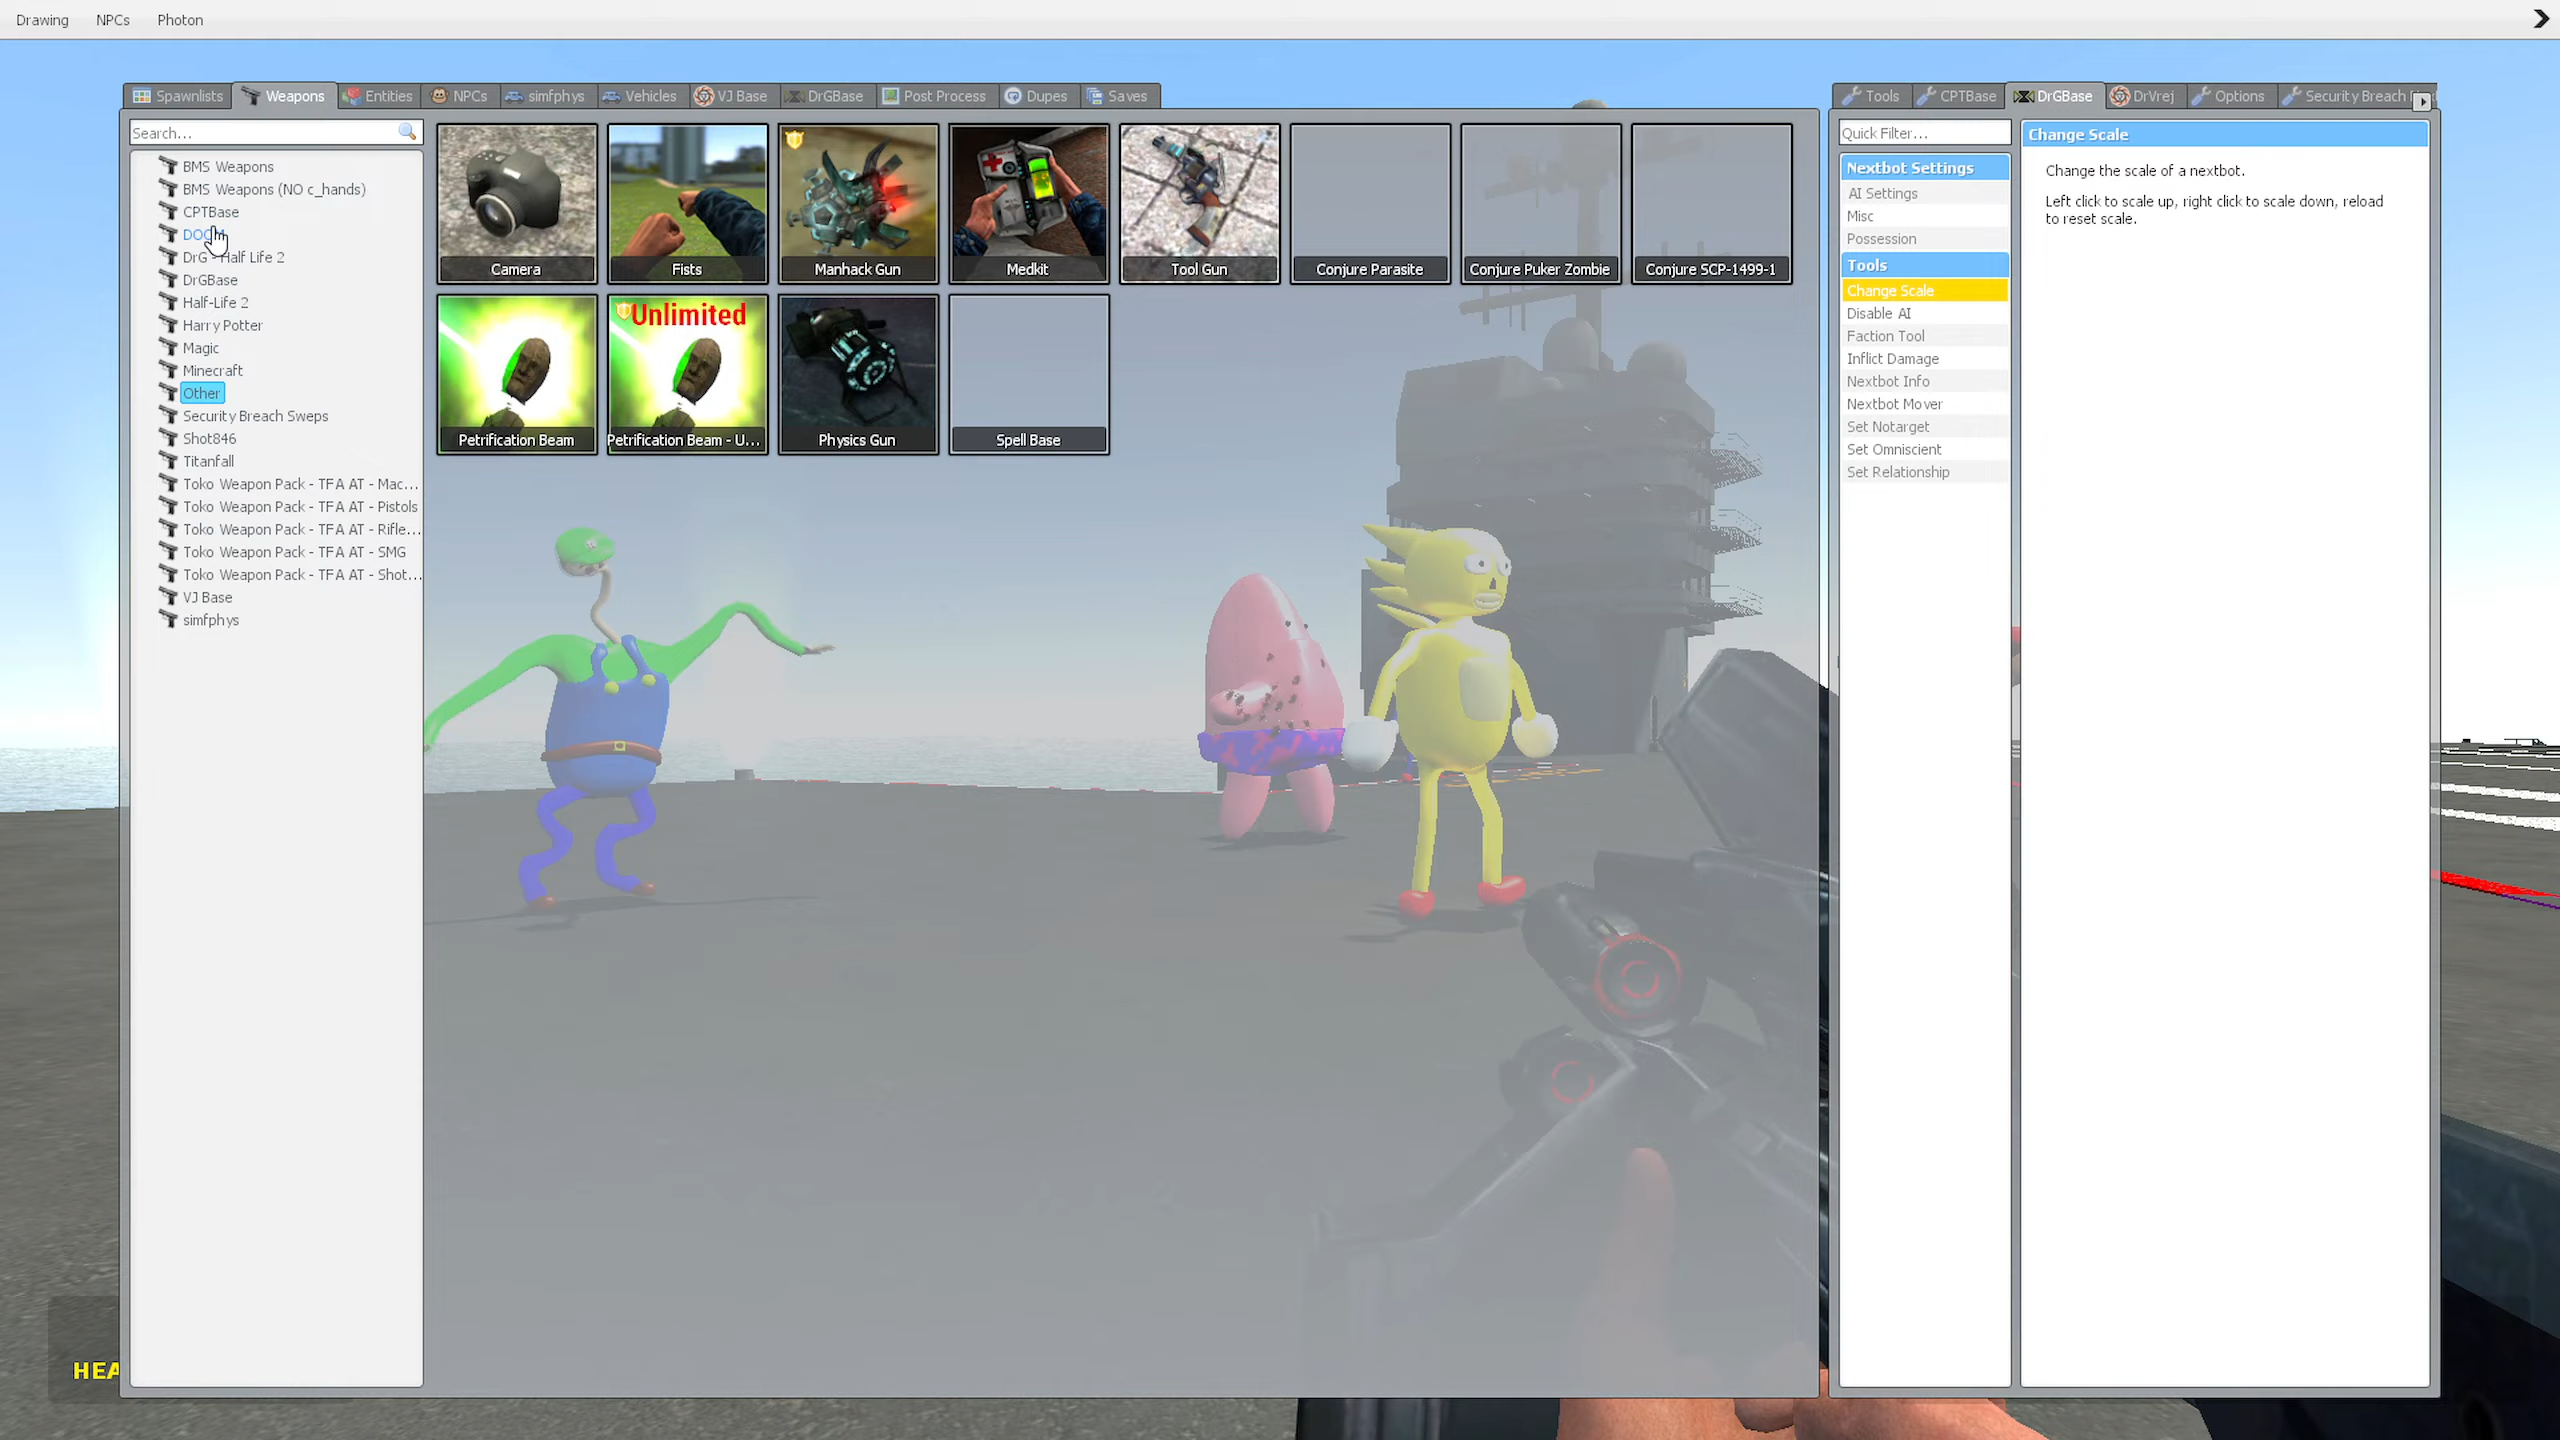 Drawing NPCs Photon
Spawnlists Weapons Entities NPCs simfphys Vehicles VJ Base DrGBase Post Process Dupes Saves
Search...
BMS Weapons
BMS Weapons (NO c_hands)
CPTBase
DOOM
DrG - Half Life 2
DrGBase
Half-Life 2
Harry Potter
Magic
Minecraft
Other
Security Breach Sweps
Shot846
Titanfall
Toko Weapon Pack - TFA AT - Mac...
Toko Weapon Pack - TFA AT - Pistols
Toko Weapon Pack - TFA AT - Rifle...
Toko Weapon Pack - TFA AT - SMG
Toko Weapon Pack - TFA AT - Shot...
VJ Base
simfphys
Camera
Fists
Manhack Gun
Medkit
Tool Gun
Conjure Parasite
Conjure Puker Zombie
Conjure SCP-1499-1
Petrification Beam
Unlimited
Petrification Beam - U...
Physics Gun
Spell Base
Tools CPTBase DrGBase DrVrej Options Security Breach
Quick Filter...
Nextbot Settings
AI Settings
Misc
Possession
Tools
Change Scale
Disable AI
Faction Tool
Inflict Damage
Nextbot Info
Nextbot Mover
Set Notarget
Set Omniscient
Set Relationship
Change Scale
Change the scale of a nextbot.
Left click to scale up, right click to scale down, reload
to reset scale.
HEA